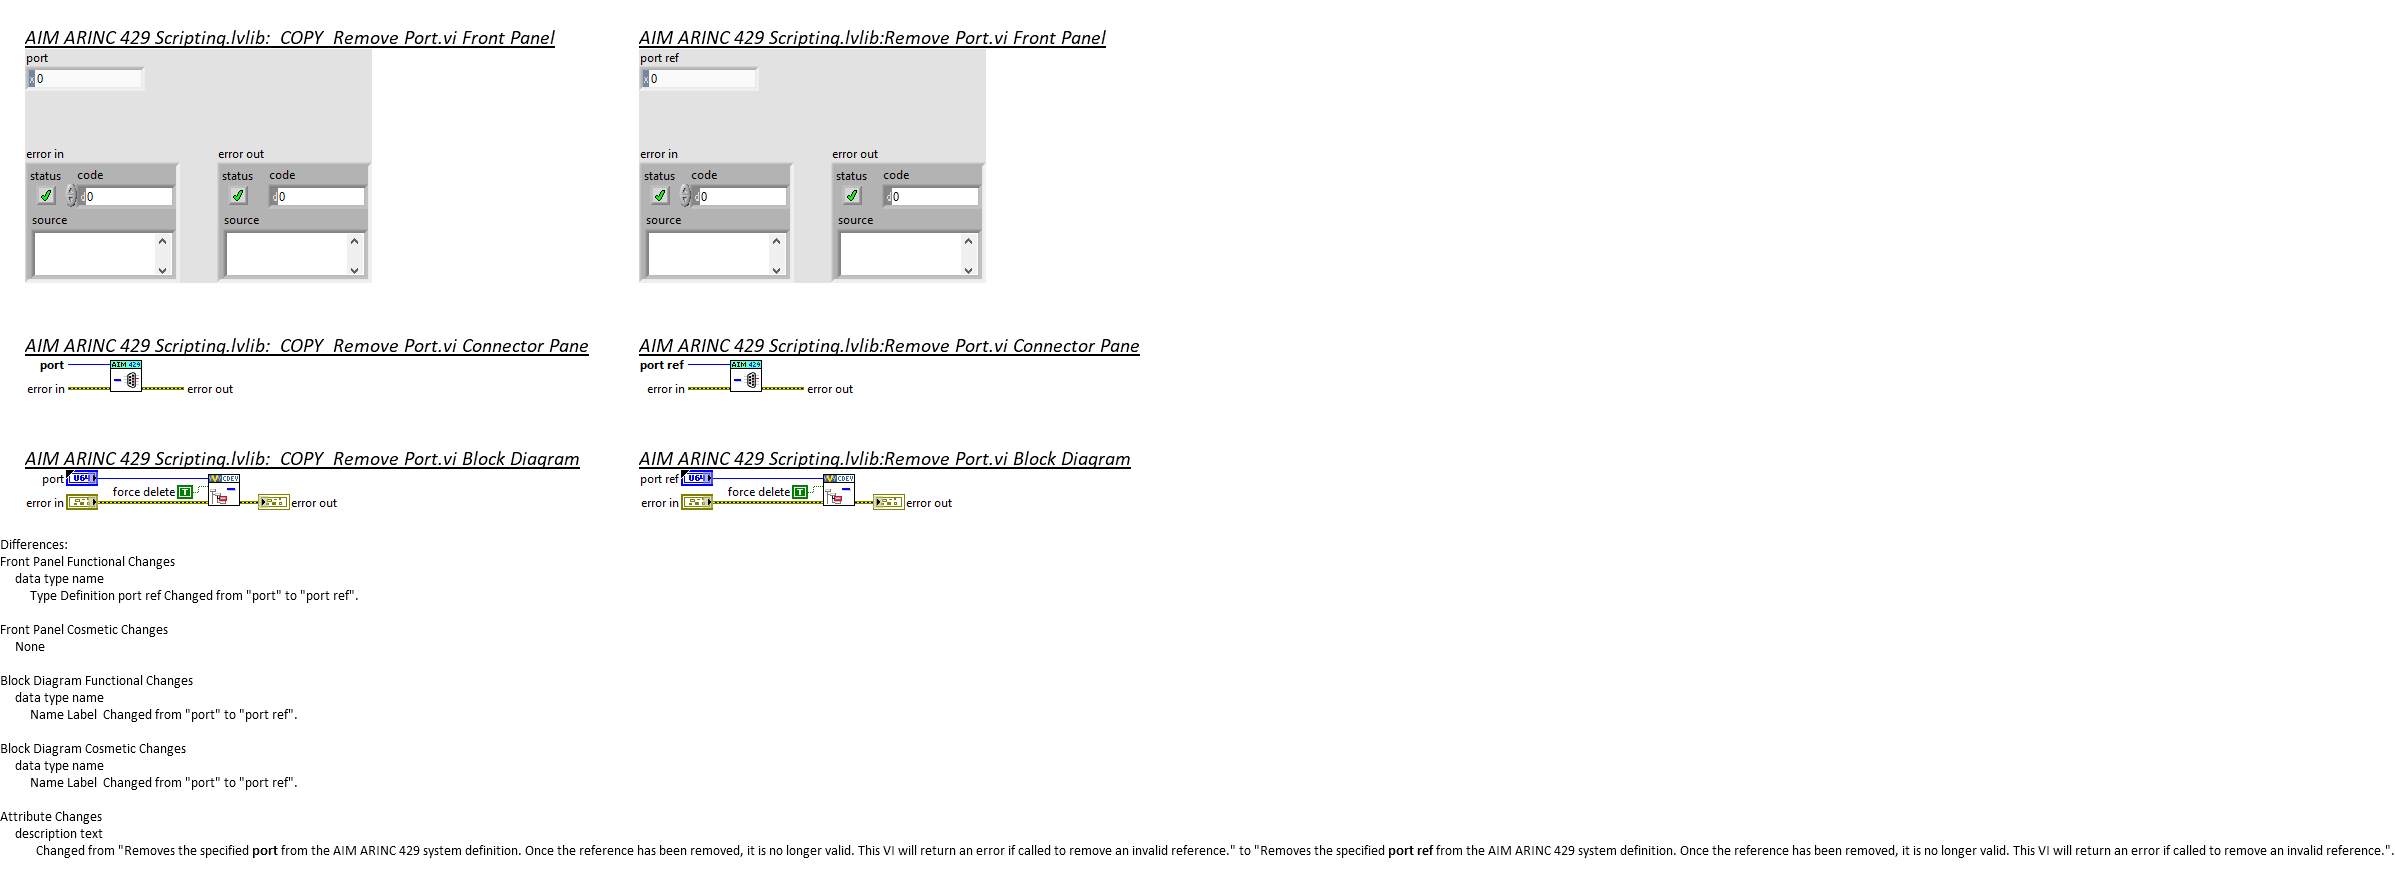 AIM ARINC 429 Scripting.lvlib:  COPY  Remove Port.vi Front Panel
port
x 0
error in
error out
status code
0
source
status code
0
source
AIM ARINC 429 Scripting.lvlib:Remove Port.vi Front Panel
port ref
x 0
error in
error out
status code
0
source
status code
0
source
AIM ARINC 429 Scripting.lvlib:  COPY  Remove Port.vi Connector Pane
port
AIM 429
error in
error out
AIM ARINC 429 Scripting.lvlib:Remove Port.vi Connector Pane
port ref
AIM 429
error in
error out
AIM ARINC 429 Scripting.lvlib:  COPY  Remove Port.vi Block Diagram
port U64
CDEV
force delete T
error in
error out
AIM ARINC 429 Scripting.lvlib:Remove Port.vi Block Diagram
port ref U64
CDEV
force delete T
error in
error out
Differences:
Front Panel Functional Changes
data type name
Type Definition port ref Changed from "port" to "port ref".
Front Panel Cosmetic Changes
None
Block Diagram Functional Changes
data type name
Name Label  Changed from "port" to "port ref".
Block Diagram Cosmetic Changes
data type name
Name Label  Changed from "port" to "port ref".
Attribute Changes
description text
Changed from "Removes the specified port from the AIM ARINC 429 system definition. Once the reference has been removed, it is no longer valid. This VI will return an error if called to remove an invalid reference." to "Removes the specified port ref from the AIM ARINC 429 system definition. Once the reference has been removed, it is no longer valid. This VI will return an error if called to remove an invalid reference.".